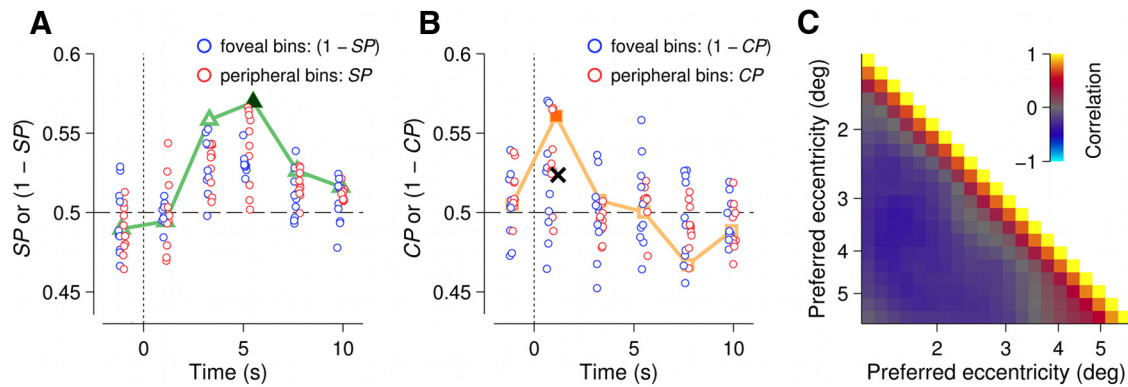 A
foveal bins: (1 – SP)
peripheral bins: SP
0.6
0.55
0.5
0.45
SP or (1 – SP)
0
5
10
Time (s)
B
foveal bins: (1 – CP)
peripheral bins: CP
0.6
0.55
0.5
0.45
CP or (1 – CP)
0
5
10
Time (s)
C
1
0
−1
Correlation
Preferred eccentricity (deg)
2
3
4
5
2
3
4
5
Preferred eccentricity (deg)